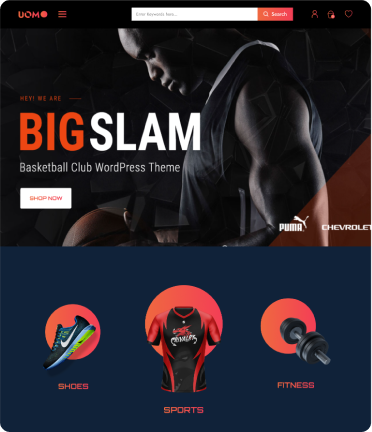 UOMO
Enter Keywords here...
Search
HEY! WE ARE
BIG SLAM
Basketball Club WordPress Theme
SHOP NOW
PUMA
CHEVROLET
SHOES
SPORTS
FITNESS